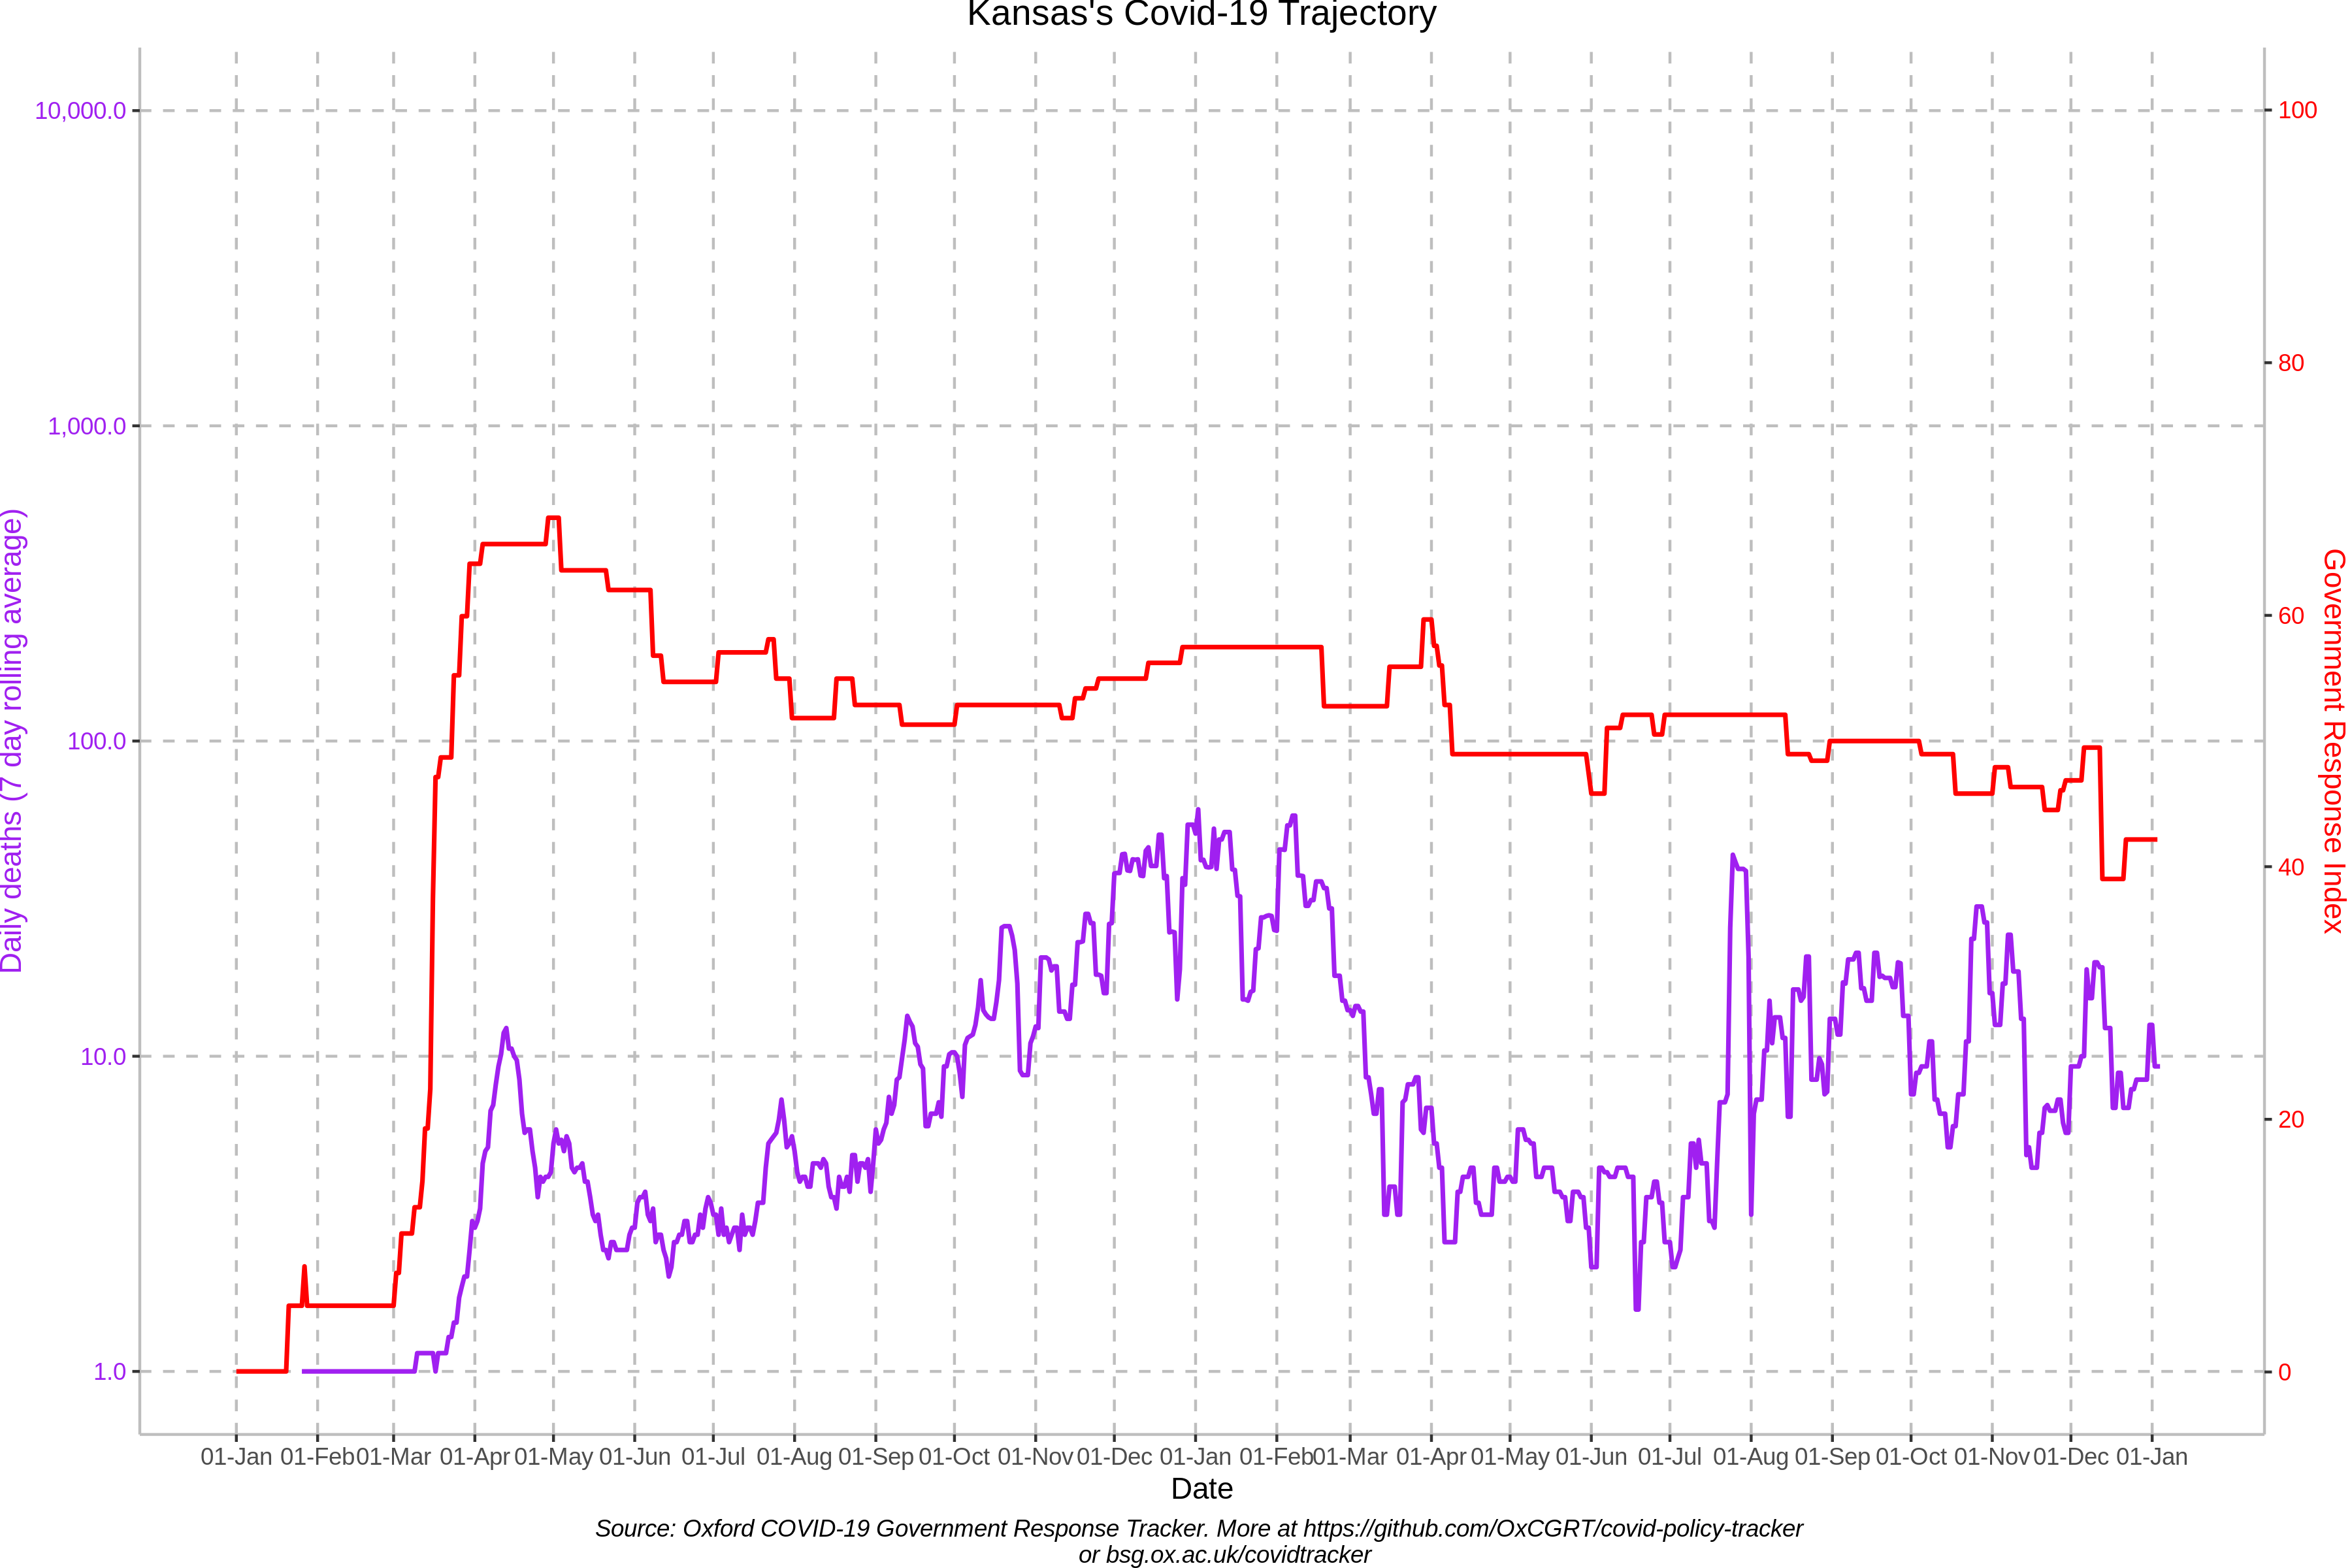 Kansas's Covid-19 Trajectory
10,000.0
1,000.0
100.0
10.0
1.0
Daily deaths (7 day rolling average)
100
80
60
40
20
0
Government Response Index
01-Jan 01-Feb 01-Mar 01-Apr 01-May 01-Jun 01-Jul 01-Aug 01-Sep 01-Oct 01-Nov 01-Dec 01-Jan 01-Feb 01-Mar 01-Apr 01-May 01-Jun 01-Jul 01-Aug 01-Sep 01-Oct 01-Nov 01-Dec 01-Jan
Date
Source: Oxford COVID-19 Government Response Tracker. More at https://github.com/OxCGRT/covid-policy-tracker
or bsg.ox.ac.uk/covidtracker